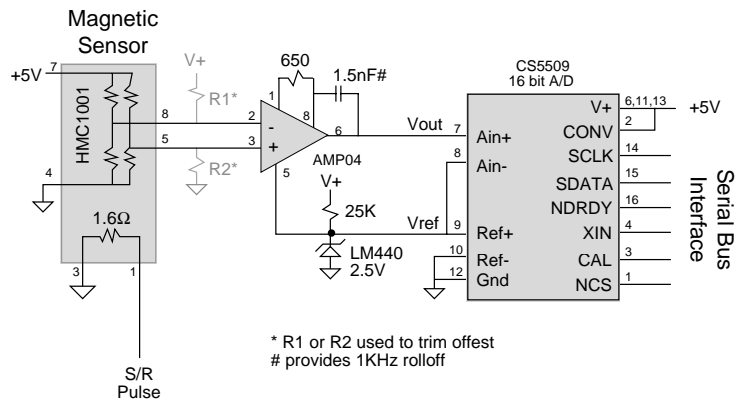 Magnetic
Sensor
7
+5V
HMC1001
8
5
4
1.6Ω
3
1
S/R
Pulse
V+
R1*
R2*
650
1.5nF#
1
8
2
-
3
+
6
5
AMP04
V+
25K
LM440
2.5V
Vout
Vref
CS5509
16 bit A/D
7
Ain+
8
Ain-
9
Ref+
10
Ref-
12
Gnd
V+
6,11,13
+5V
CONV
2
SCLK
14
SDATA
15
NDRDY
16
XIN
4
CAL
3
NCS
1
Serial Bus
Interface
* R1 or R2 used to trim offest
# provides 1KHz rolloff